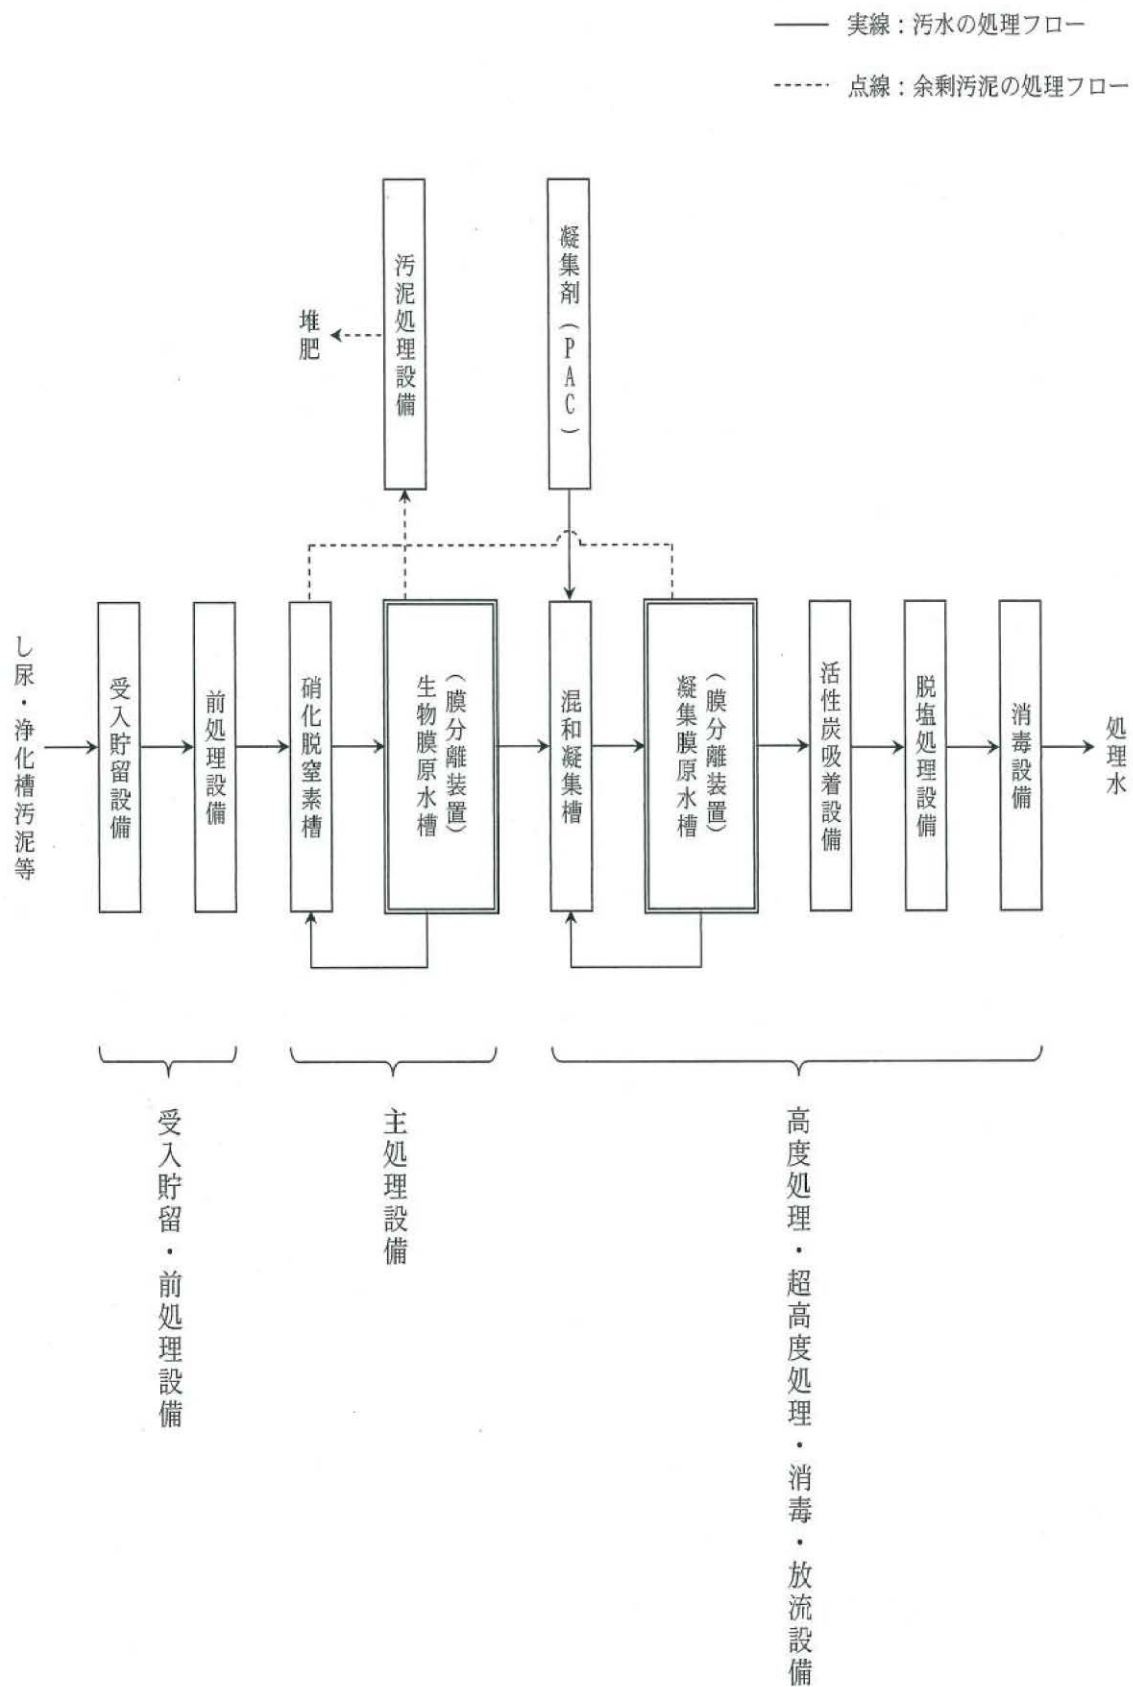 実線：汚水の処理フロー
点線：余剰汚泥の処理フロー
汚泥処理設備
堆肥
凝集剤（PAC）
し尿・浄化槽汚泥等
受入貯留設備
前処理設備
硝化脱窒素槽
（膜分離装置）
生物膜原水槽
混和凝集槽
（膜分離装置）
凝集膜原水槽
活性炭吸着設備
脱塩処理設備
消毒設備
処理水
受入貯留・前処理設備
主処理設備
高度処理・超高度処理・消毒・放流設備